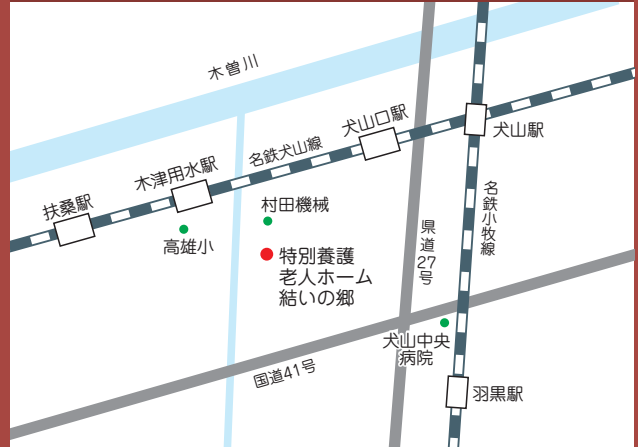 木曽川
犬山口駅
犬山駅
名鉄犬山線
木津用水駅
扶桑駅
名鉄小牧線
村田機械
高雄小
特別養護
老人ホーム
結いの郷
県道27号
犬山中央
病院
国道41号
羽黒駅